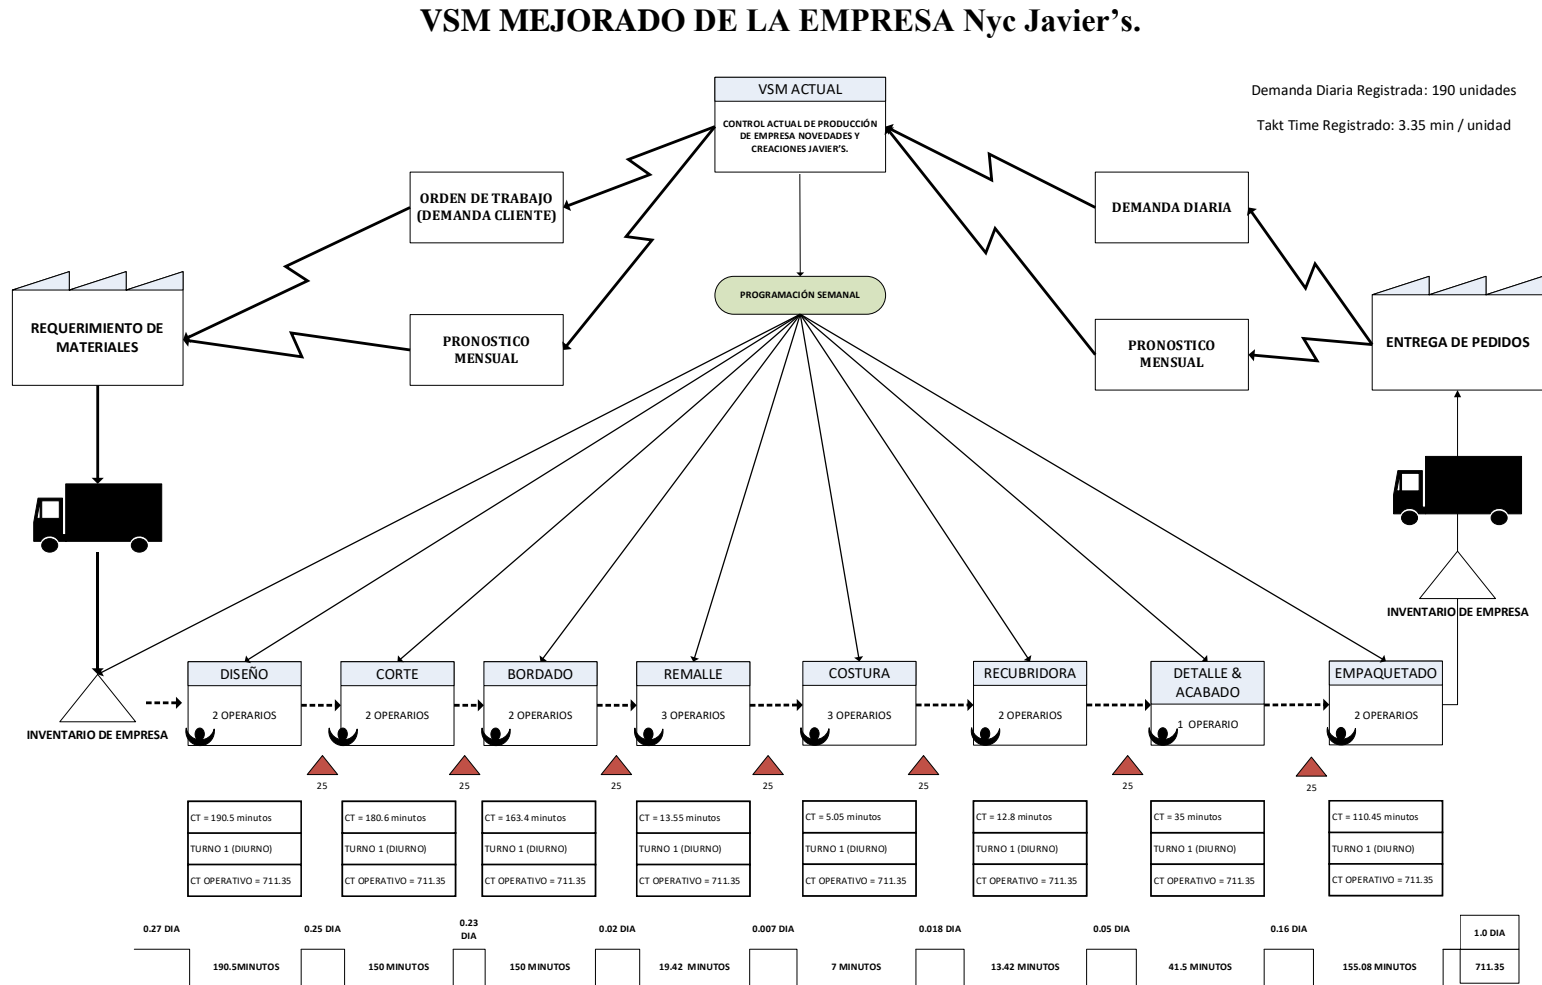 VSM MEJORADO DE LA EMPRESA Nyc Javier’s.
VSM ACTUAL
CONTROL ACTUAL DE PRODUCCIÓN
DE EMPRESA NOVEDADES Y
CREACIONES JAVIER’S.
Demanda Diaria Registrada: 190 unidades
Takt Time Registrado: 3.35 min / unidad
ORDEN DE TRABAJO
(DEMANDA CLIENTE)
DEMANDA DIARIA
PROGRAMACIÓN SEMANAL
REQUERIMIENTO DE
MATERIALES
PRONOSTICO
MENSUAL
PRONOSTICO
MENSUAL
ENTREGA DE PEDIDOS
INVENTARIO DE EMPRESA
INVENTARIO DE EMPRESA
DISEÑO
2 OPERARIOS
CORTE
2 OPERARIOS
BORDADO
2 OPERARIOS
REMALLE
3 OPERARIOS
COSTURA
3 OPERARIOS
RECUBRIDORA
2 OPERARIOS
DETALLE &
ACABADO
1 OPERARIO
EMPAQUETADO
2 OPERARIOS
25
25
25
25
25
25
25
CT = 190.5 minutos
TURNO 1 (DIURNO)
CT OPERATIVO = 711.35
CT = 180.6 minutos
TURNO 1 (DIURNO)
CT OPERATIVO = 711.35
CT = 163.4 minutos
TURNO 1 (DIURNO)
CT OPERATIVO = 711.35
CT = 13.55 minutos
TURNO 1 (DIURNO)
CT OPERATIVO = 711.35
CT = 5.05 minutos
TURNO 1 (DIURNO)
CT OPERATIVO = 711.35
CT = 12.8 minutos
TURNO 1 (DIURNO)
CT OPERATIVO = 711.35
CT = 35 minutos
TURNO 1 (DIURNO)
CT OPERATIVO = 711.35
CT = 110.45 minutos
TURNO 1 (DIURNO)
CT OPERATIVO = 711.35
0.27 DIA
0.25 DIA
0.23
DIA
0.02 DIA
0.007 DIA
0.018 DIA
0.05 DIA
0.16 DIA
1.0 DIA
190.5MINUTOS
150 MINUTOS
150 MINUTOS
19.42 MINUTOS
7 MINUTOS
13.42 MINUTOS
41.5 MINUTOS
155.08 MINUTOS
711.35